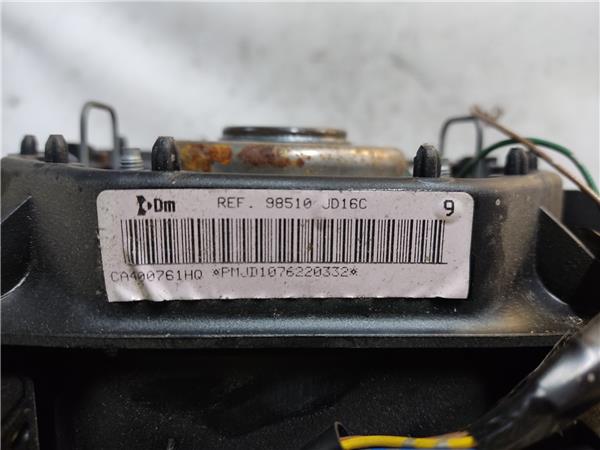 Dm REF. 98510 JD16C 9
CA400761HQ *PMJD1076220332*